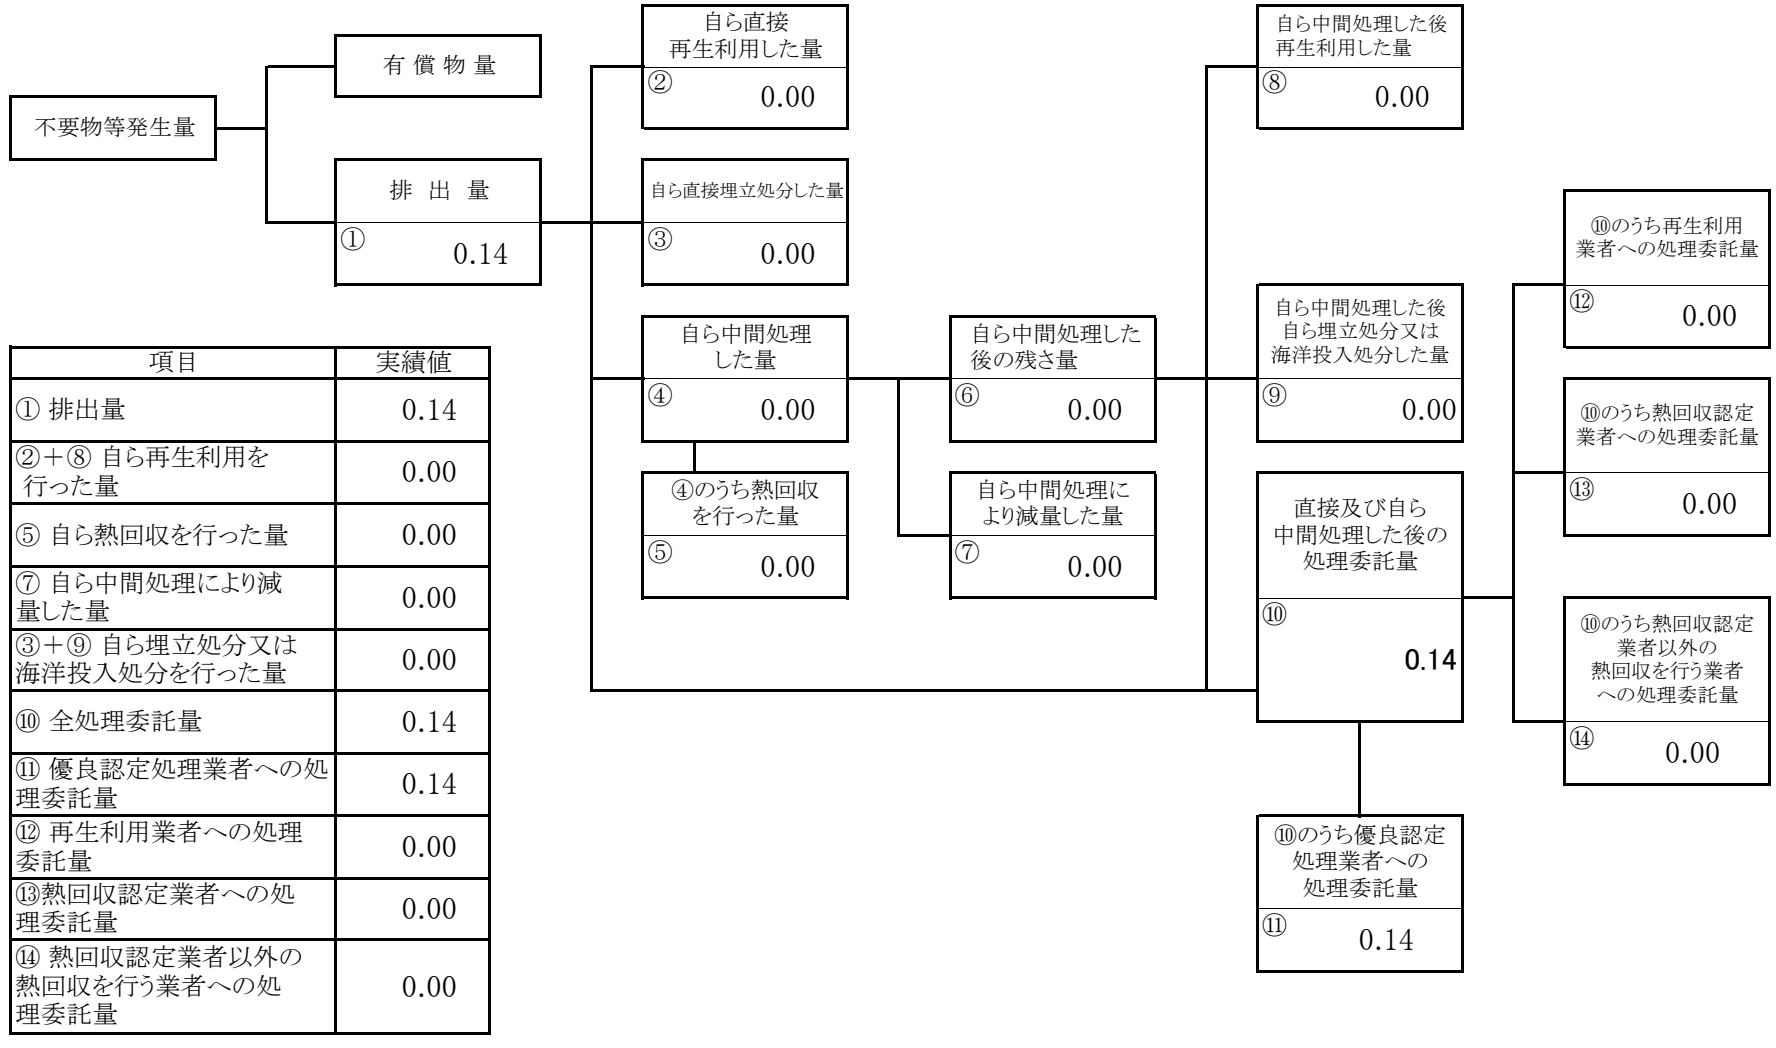 不要物等発生量
有 償 物 量
排 出 量
①
0.14
自ら直接
再生利用した量
②
0.00
自ら直接埋立処分した量
③
0.00
自ら中間処理
した量
④
0.00
④のうち熱回収
を行った量
⑤
0.00
自ら中間処理した
後の残さ量
⑥
0.00
自ら中間処理に
より減量した量
⑦
0.00
自ら中間処理した後
再生利用した量
⑧
0.00
自ら中間処理した後
自ら埋立処分又は
海洋投入処分した量
⑨
0.00
直接及び自ら
中間処理した後の
処理委託量
⑩
0.14
⑩のうち優良認定
処理業者への
処理委託量
⑪
0.14
⑩のうち再生利用
業者への処理委託量
⑫
0.00
⑩のうち熱回収認定
業者への処理委託量
⑬
0.00
⑩のうち熱回収認定
業者以外の
熱回収を行う業者
への処理委託量
⑭
0.00
項目 実績値
① 排出量 0.14
②＋⑧ 自ら再生利用を
行った量 0.00
⑤ 自ら熱回収を行った量 0.00
⑦ 自ら中間処理により減
量した量 0.00
③＋⑨ 自ら埋立処分又は
海洋投入処分を行った量 0.00
⑩ 全処理委託量 0.14
⑪ 優良認定処理業者への処
理委託量 0.14
⑫ 再生利用業者への処理
委託量 0.00
⑬熱回収認定業者への処
理委託量 0.00
⑭ 熱回収認定業者以外の
熱回収を行う業者への処
理委託量 0.00